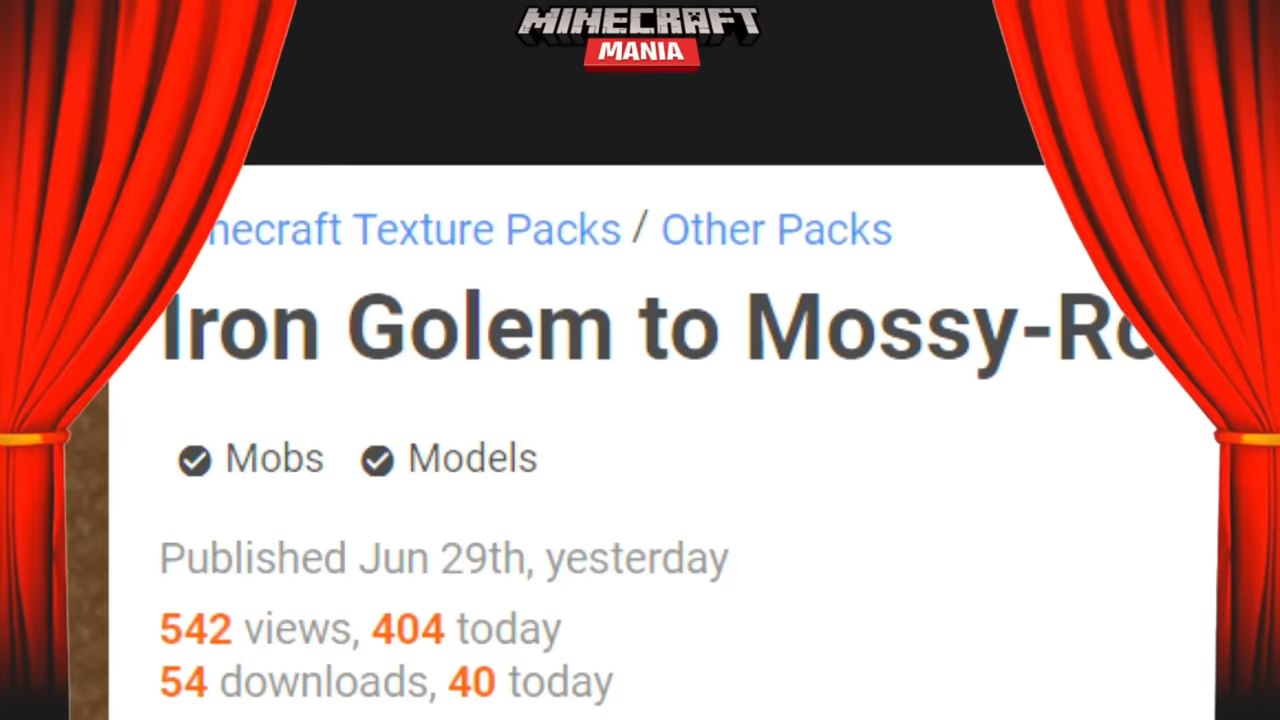 MINECRAFT
MANIA
necraft Texture Packs / Other Packs
Iron Golem to Mossy-Ro
Mobs Models
Published Jun 29th, yesterday
542 views, 404 today
54 downloads, 40 today